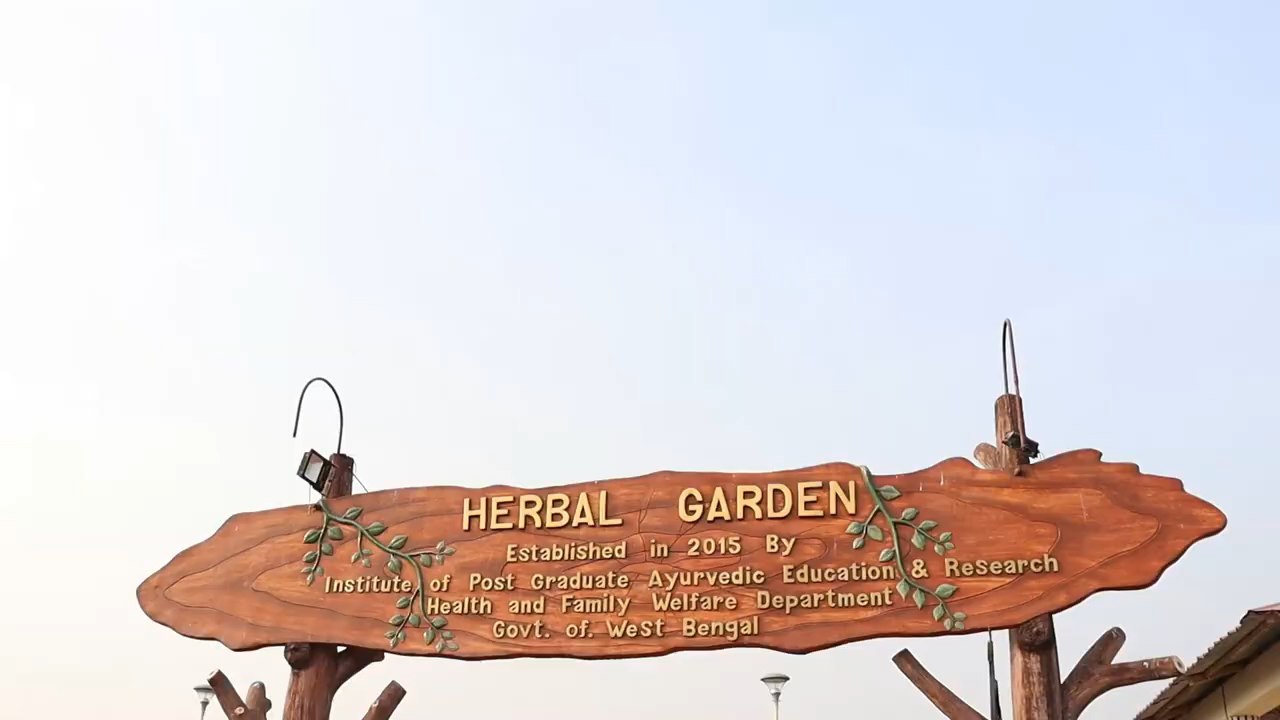 HERBAL GARDEN
Established in 2015 By
Institute of Post Graduate Ayurvedic Education & Research
Health and Family Welfare Department
Govt. of. West Bengal